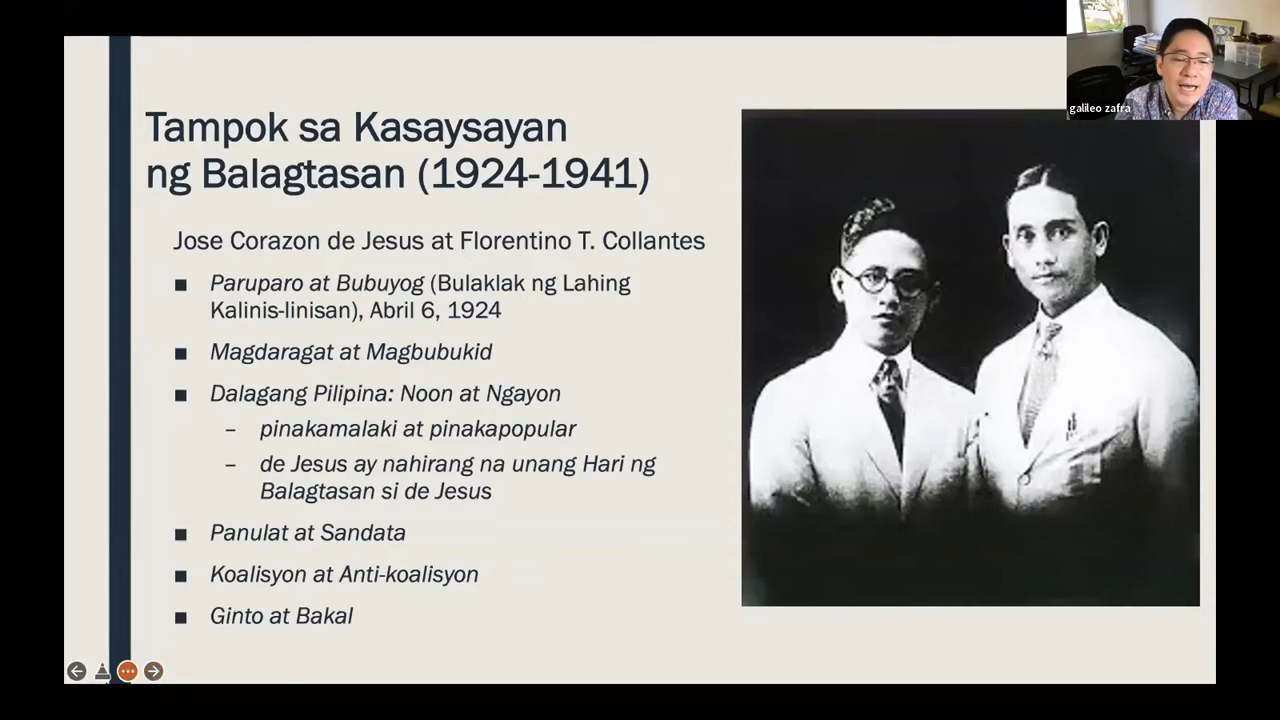 galileo zafra
Tampok sa Kasaysayan
ng Balagtasan (1924-1941)
Jose Corazon de Jesus at Florentino T. Collantes
■ Paruparo at Bubuyog (Bulaklak ng Lahing
Kalinis-linisan), Abril 6, 1924
■ Magdaragat at Magbubukid
■ Dalagang Pilipina: Noon at Ngayon
– pinakamalaki at pinakapopular
– de Jesus ay nahirang na unang Hari ng
Balagtasan si de Jesus
■ Panulat at Sandata
■ Koalisyon at Anti-koalisyon
■ Ginto at Bakal